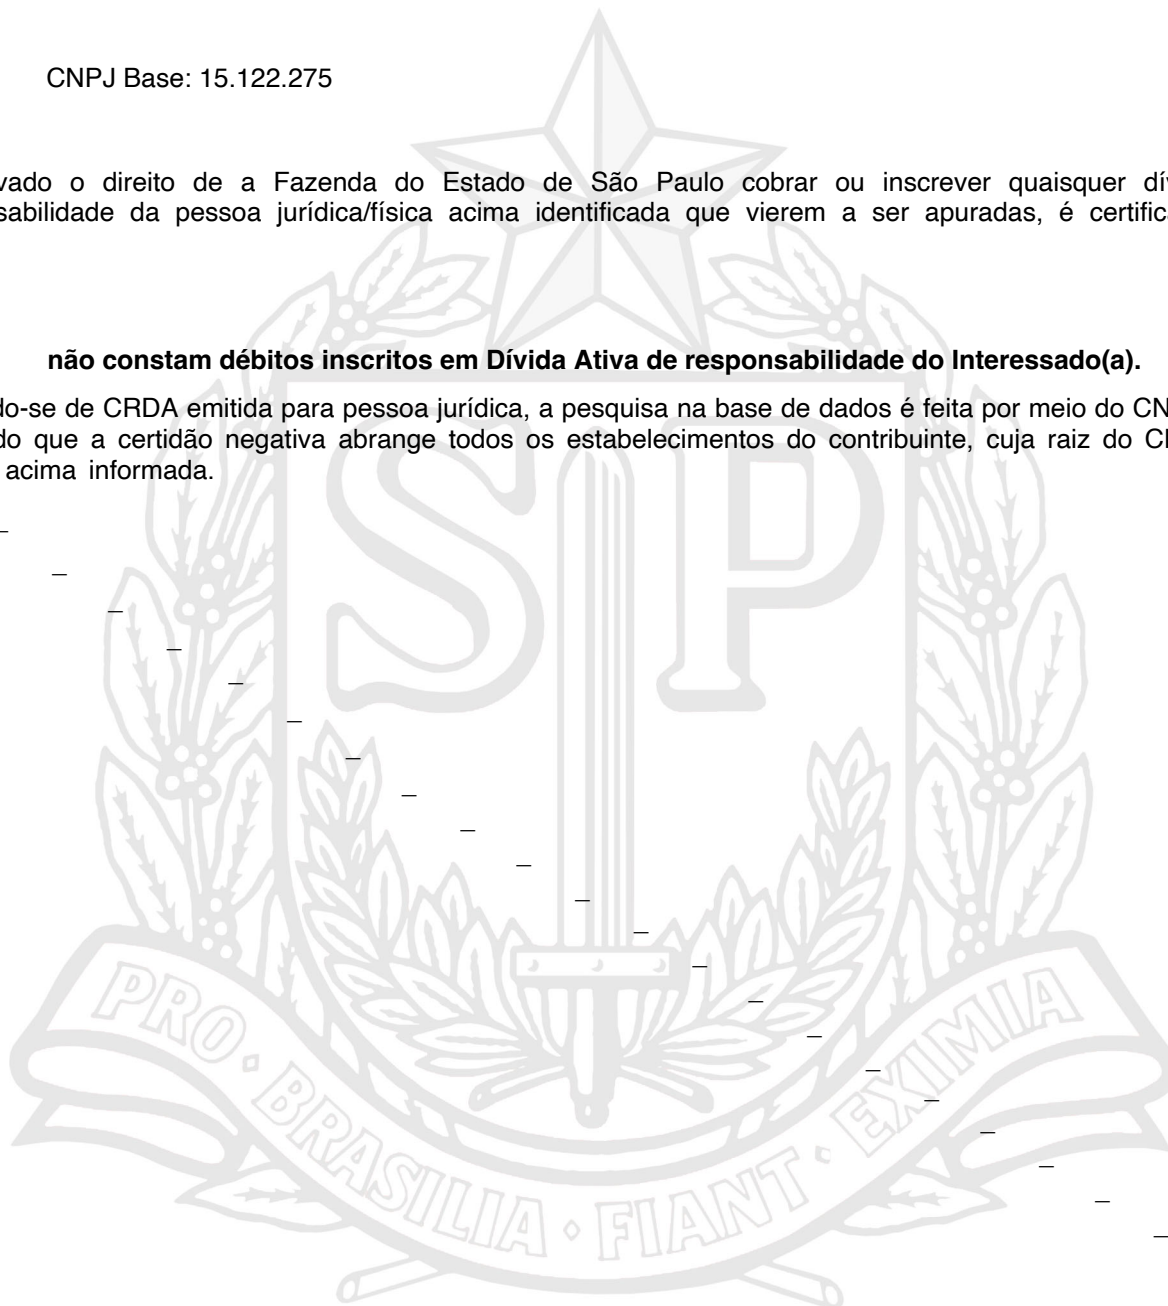 CNPJ Base: 15.122.275
vado o direito de a Fazenda do Estado de São Paulo cobrar ou inscrever quaisquer dív
sabilidade da pessoa jurídica/física acima identificada que vierem a ser apuradas, é certific
não constam débitos inscritos em Dívida Ativa de responsabilidade do Interessado(a).
do-se de CRDA emitida para pessoa jurídica, a pesquisa na base de dados é feita por meio do CN
do que a certidão negativa abrange todos os estabelecimentos do contribuinte, cuja raiz do C
acima informada.
SP
PRO • BRASILIA • FIANT • EXIMIA